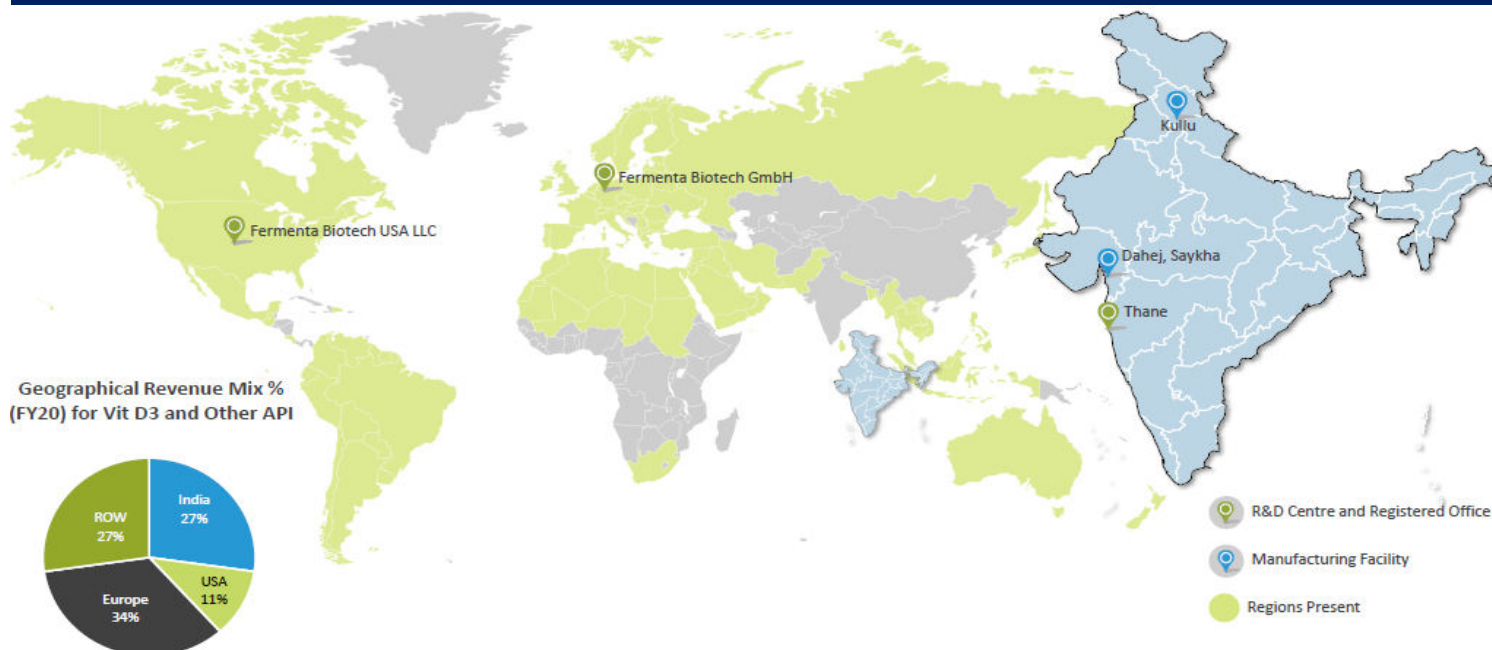 Kullu
Fermenta Biotech GmbH
Fermenta Biotech USA LLC
Dahej, Saykha
Thane
Geographical Revenue Mix %
(FY20) for Vit D3 and Other API
India
27%
ROW
27%
USA
11%
Europe
34%
R&D Centre and Registered Office
Manufacturing Facility
Regions Present